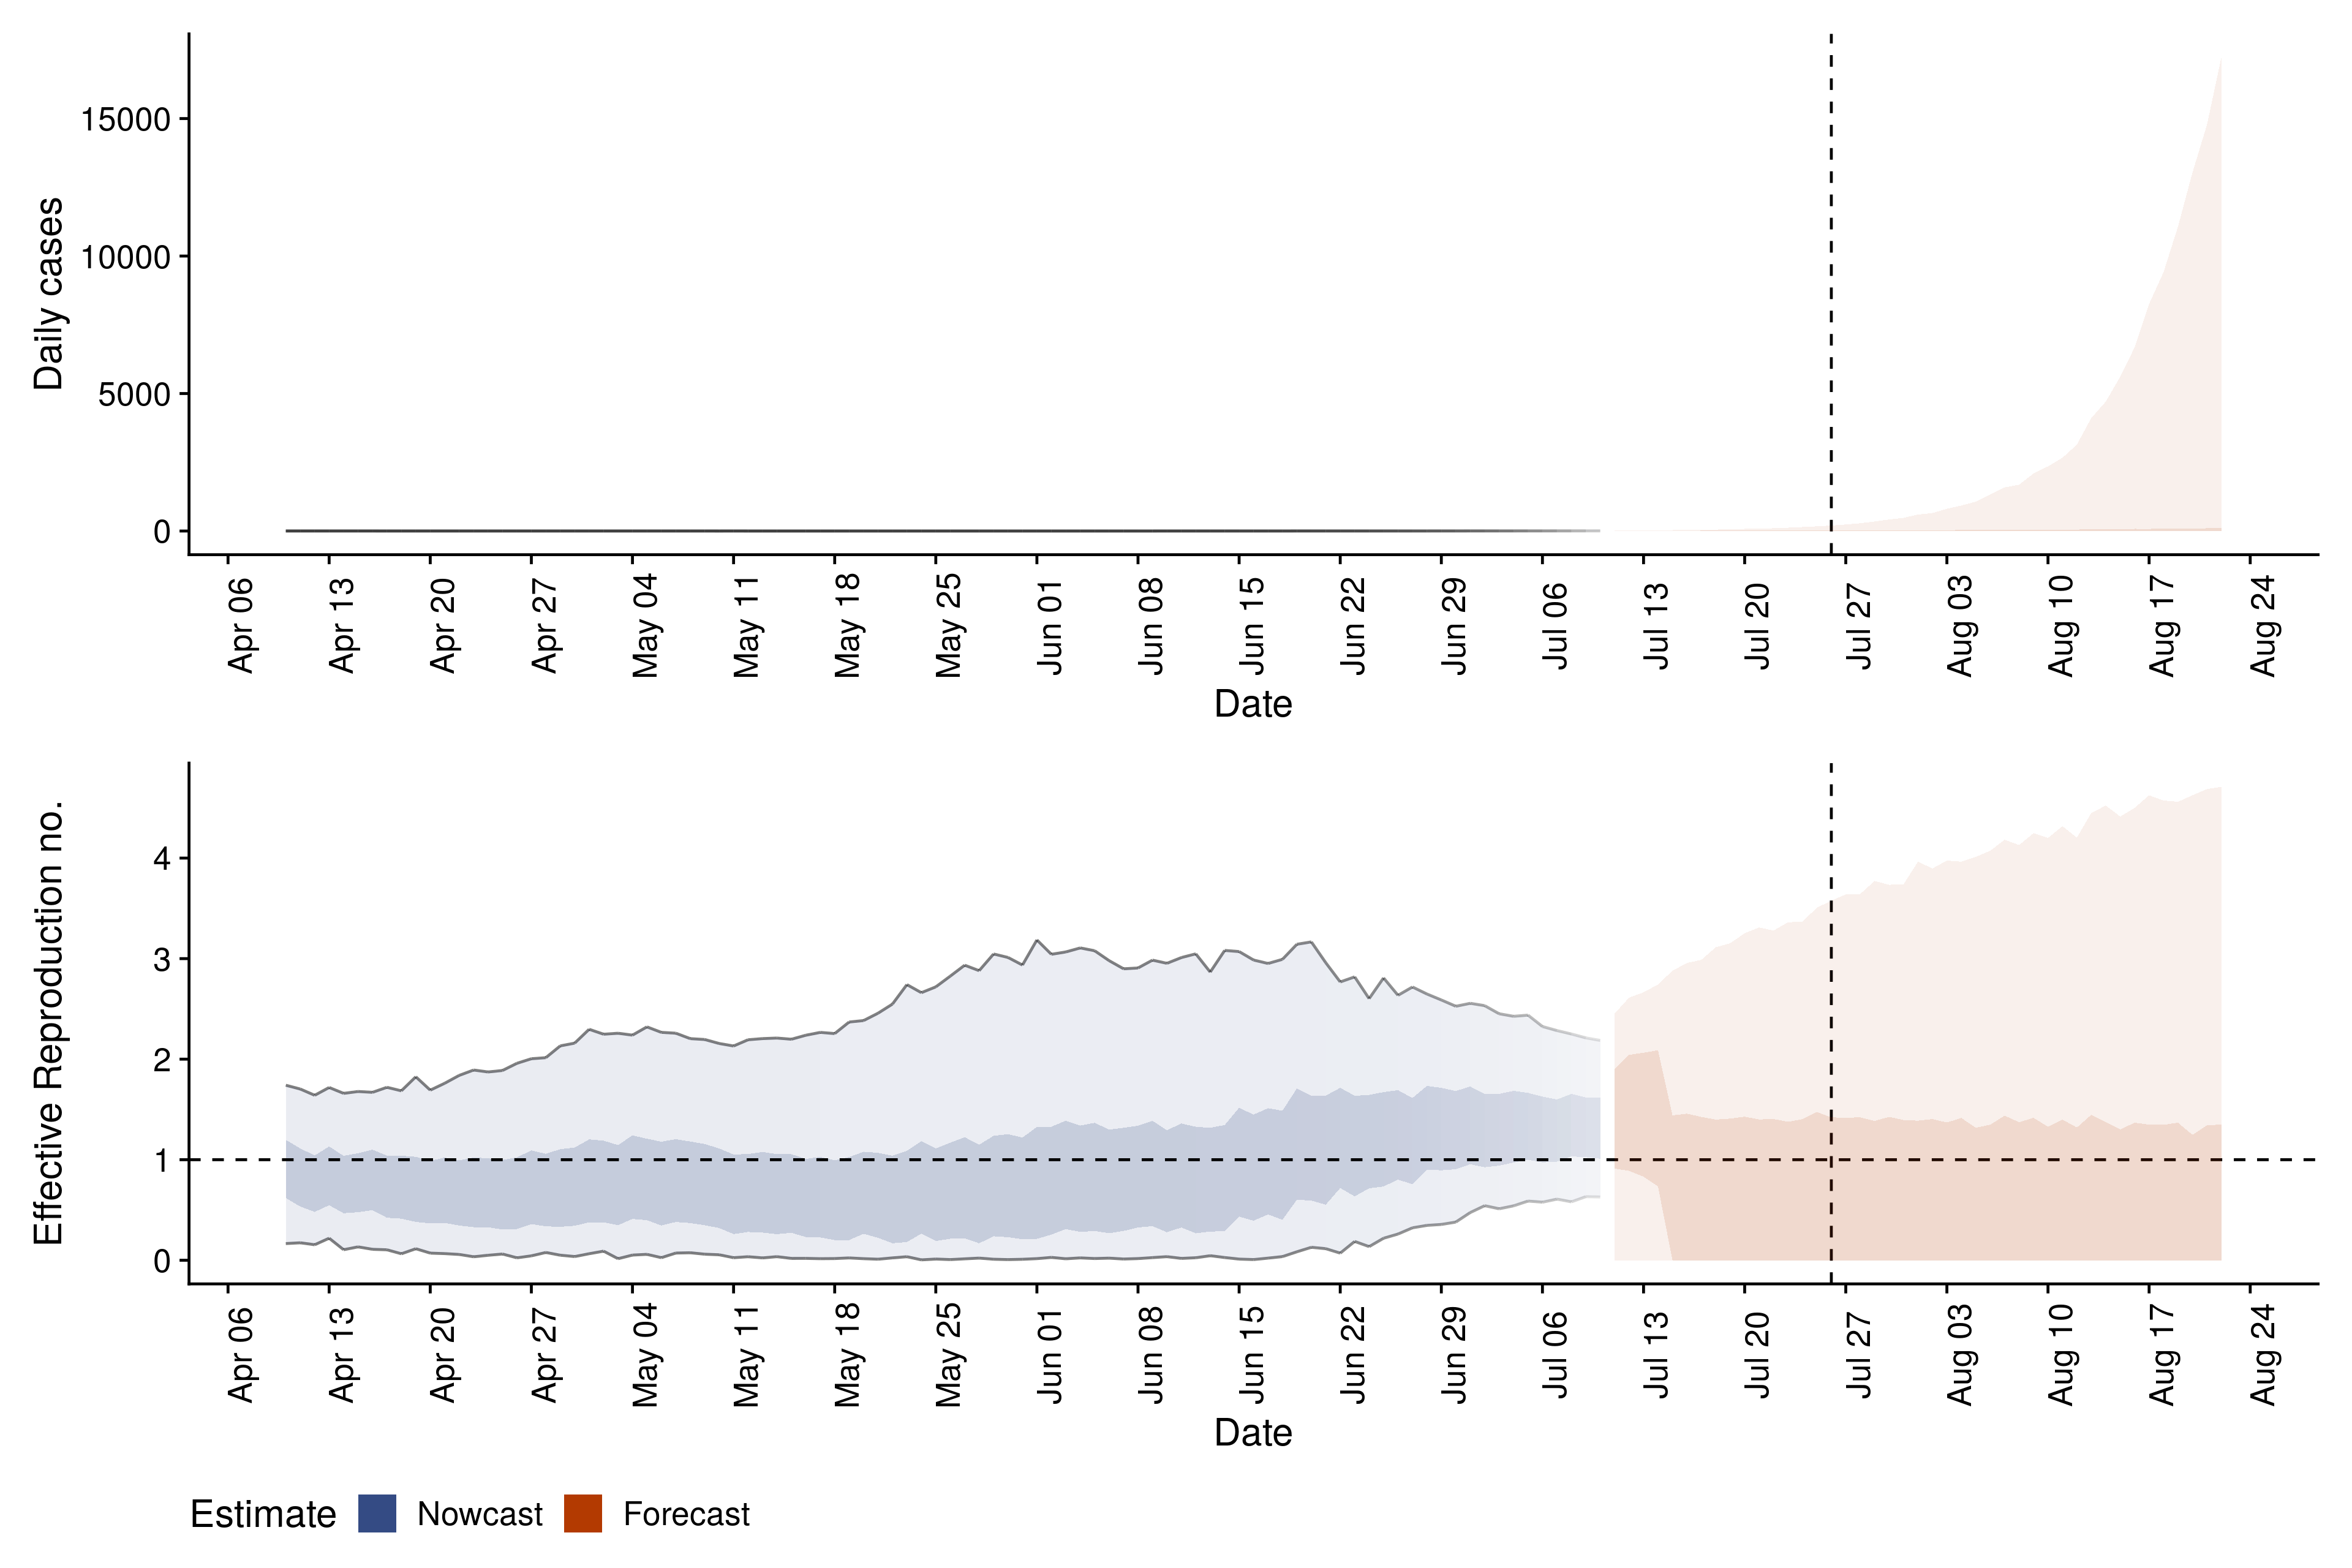 Daily cases
15000
10000
5000
0
Apr 06
Apr 13
Apr 20
Apr 27
May 04
May 11
May 18
May 25
Jun 01
Jun 08
Jun 15
Jun 22
Jun 29
Jul 06
Jul 13
Jul 20
Jul 27
Aug 03
Aug 10
Aug 17
Aug 24
Date
Effective Reproduction no.
4
3
2
1
0
Apr 06
Apr 13
Apr 20
Apr 27
May 04
May 11
May 18
May 25
Jun 01
Jun 08
Jun 15
Jun 22
Jun 29
Jul 06
Jul 13
Jul 20
Jul 27
Aug 03
Aug 10
Aug 17
Aug 24
Date
Estimate Nowcast Forecast